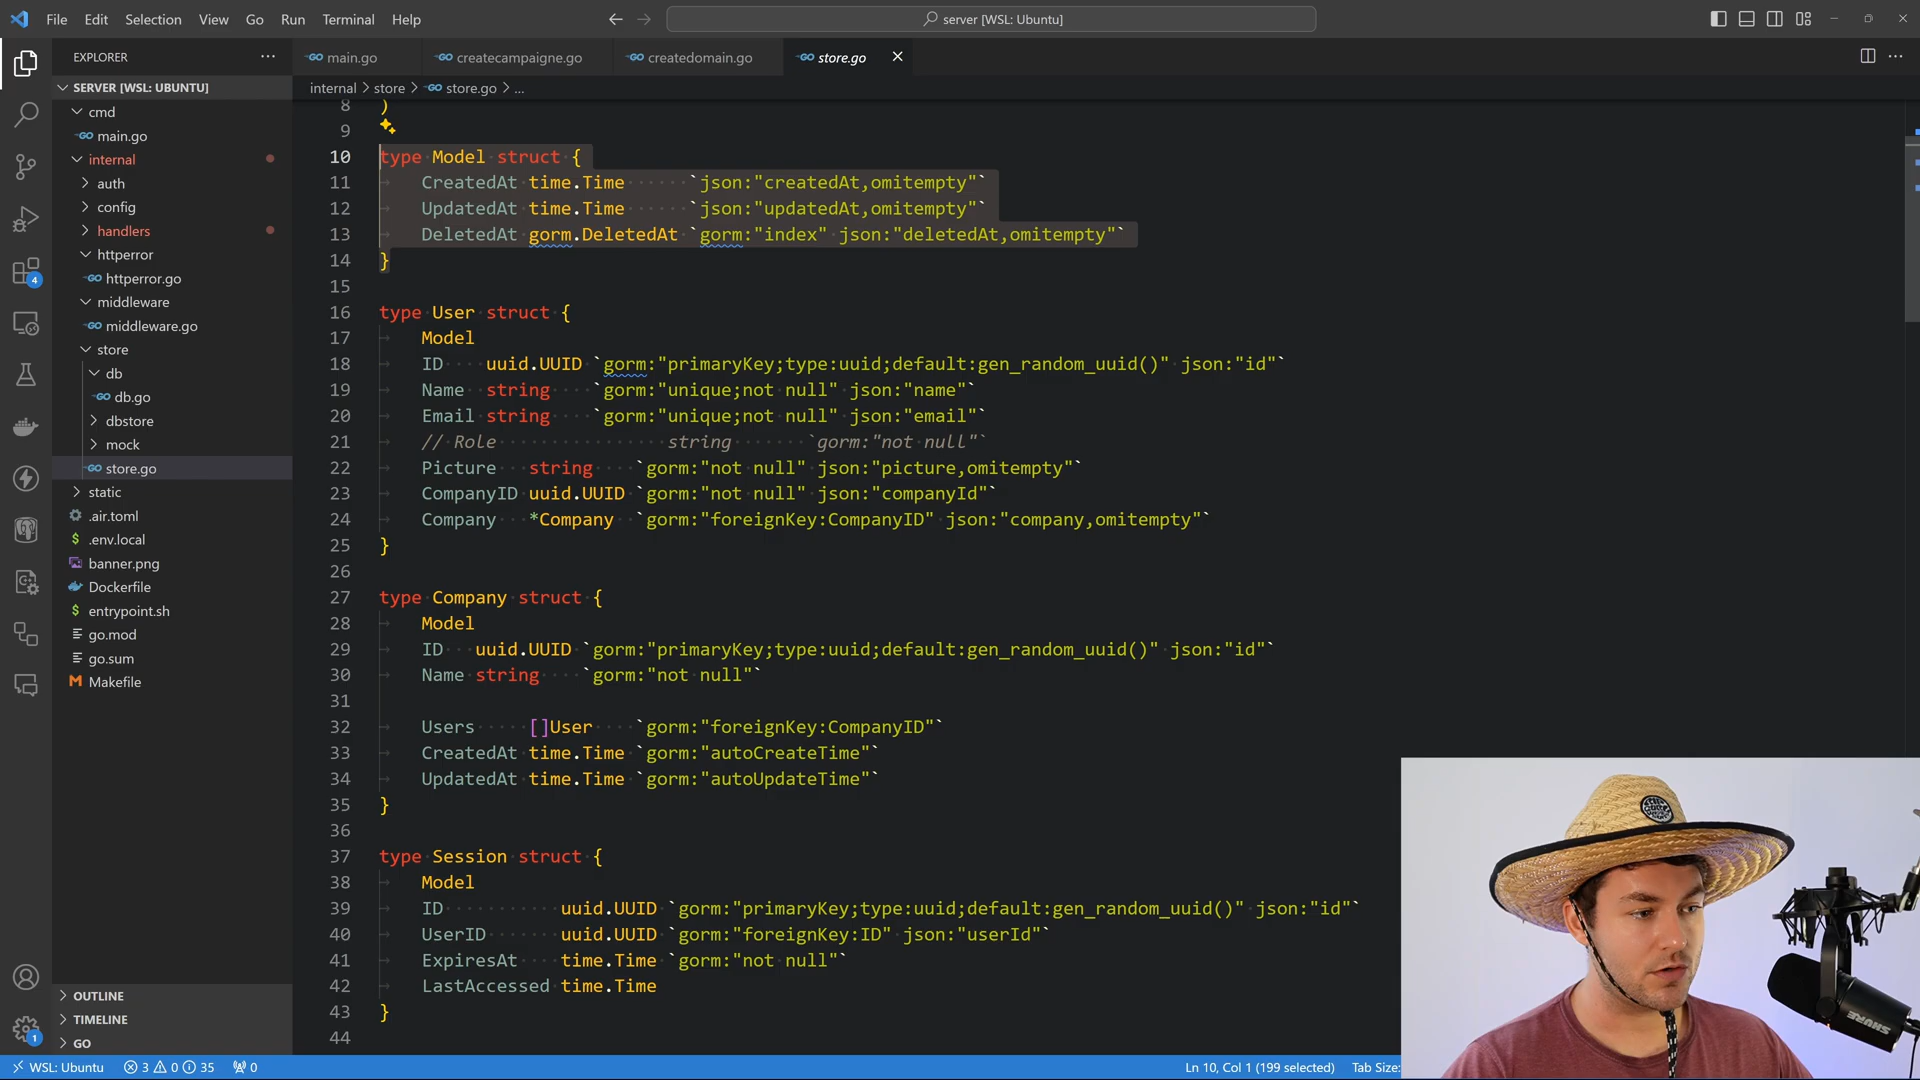 File Edit Selection View Go Run Terminal Help
server [WSL: Ubuntu]
EXPLORER
SERVER [WSL: UBUNTU]
cmd
main.go
internal
auth
config
handlers
httperror
httperror.go
middleware
middleware.go
store
db
db.go
dbstore
mock
store.go
static
.air.toml
.env.local
banner.png
Dockerfile
entrypoint.sh
go.mod
go.sum
Makefile
OUTLINE
TIMELINE
GO
4
1
main.go createcampaigne.go createdomain.go store.go
internal > store > store.go > ...
8 )
9
10 type Model struct {
11 CreatedAt time.Time `json:"createdAt,omitempty"`
12 UpdatedAt time.Time `json:"updatedAt,omitempty"`
13 DeletedAt gorm.DeletedAt `gorm:"index" json:"deletedAt,omitempty"`
14 }
15
16 type User struct {
17 Model
18 ID uuid.UUID `gorm:"primaryKey;type:uuid;default:gen_random_uuid()" json:"id"`
19 Name string `gorm:"unique;not null" json:"name"`
20 Email string `gorm:"unique;not null" json:"email"`
21 // Role string `gorm:"not null"`
22 Picture string `gorm:"not null" json:"picture,omitempty"`
23 CompanyID uuid.UUID `gorm:"not null" json:"companyId"`
24 Company *Company `gorm:"foreignKey:CompanyID" json:"company,omitempty"`
25 }
26
27 type Company struct {
28 Model
29 ID uuid.UUID `gorm:"primaryKey;type:uuid;default:gen_random_uuid()" json:"id"`
30 Name string `gorm:"not null"`
31
32 Users []User `gorm:"foreignKey:CompanyID"`
33 CreatedAt time.Time `gorm:"autoCreateTime"`
34 UpdatedAt time.Time `gorm:"autoUpdateTime"`
35 }
36
37 type Session struct {
38 Model
39 ID uuid.UUID `gorm:"primaryKey;type:uuid;default:gen_random_uuid()" json:"id"`
40 UserID uuid.UUID `gorm:"foreignKey:ID" json:"userId"`
41 ExpiresAt time.Time `gorm:"not null"`
42 LastAccessed time.Time
43 }
44
WSL: Ubuntu 3 0 35 0 Ln 10, Col 1 (199 selected) Tab Size:
SHURE